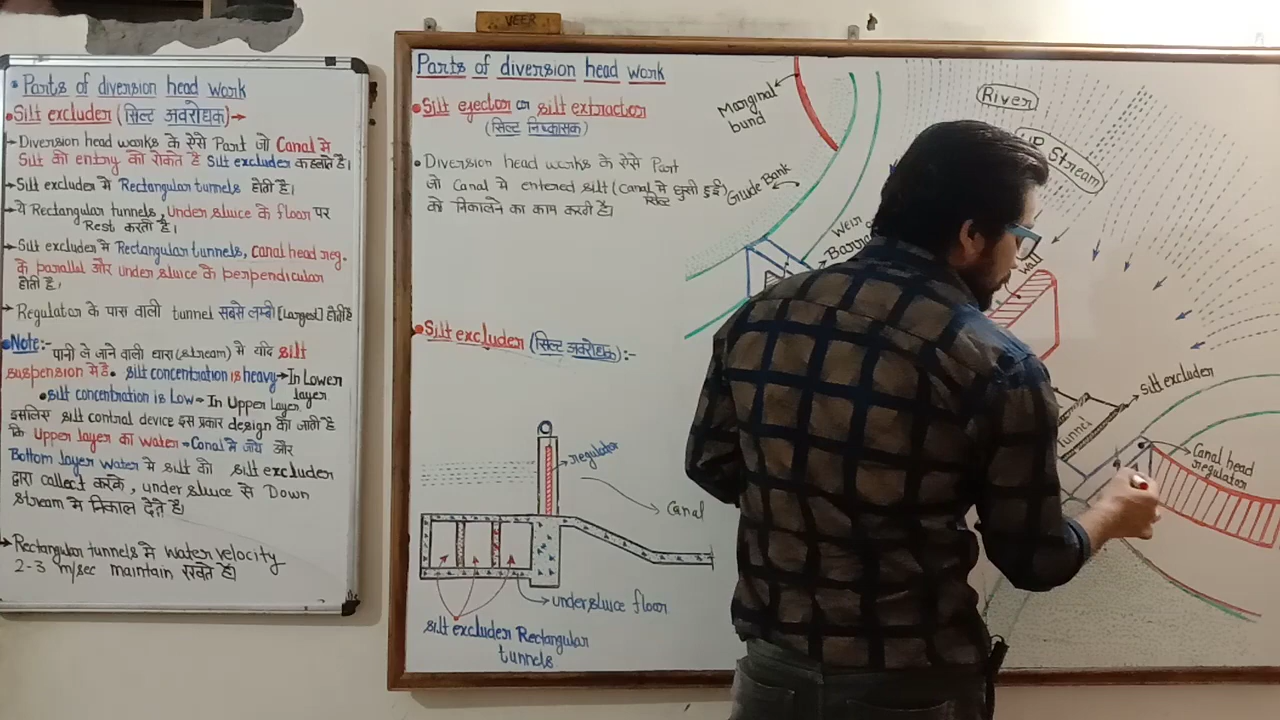 Parts of diversion head work
Silt excluder (सिल्ट अवरोधक)→
→ Diversion head works के ऐसे Part जो Canal मे
Silt की entry को रोकते है Silt excluder कहलाते है।
→ Silt excluder मे Rectangular tunnels होती है।
→ ये Rectangular tunnels, under sluice के floor पर
Rest करती है।
→ Silt excluder मे Rectangular tunnels, canal head reg.
के parallel और under sluice के perpendicular
होती है।
→ Regulator के पास वाली tunnel सबसे लम्बी [Largest] होती है
Note:-
पानी ले जाने वाली धारा (stream) मे यदि silt
suspension में है। silt concentration is heavy → In Lower
layer
silt concentration is Low → In Upper Layer
इसलिए silt control device इस प्रकार design की जाती है
कि Upper layer का water → Canal मे जाये और
Bottom layer water मे silt को silt excluder
द्वारा collect करके, under sluice से Down
stream मे निकाल देते है।
→ Rectangular tunnels मे water velocity
2-3 m/sec maintain रखते है।
VEER
Parts of diversion head work
Silt ejector or silt extractor
(सिल्ट निष्कासक)
Diversion head works के ऐसे Part
जो Canal मे entered silt (Canal मे घुसी हुई
सिल्ट)
को निकालने का काम करती है।
Silt excluder (सिल्ट अवरोधक):-
regulator
Canal
under sluice floor
silt excluder Rectangular
tunnels
Marginal
bund
River
Stream
Guide Bank
Weir
wall
silt excluder
Tunnel
Canal head
regulator